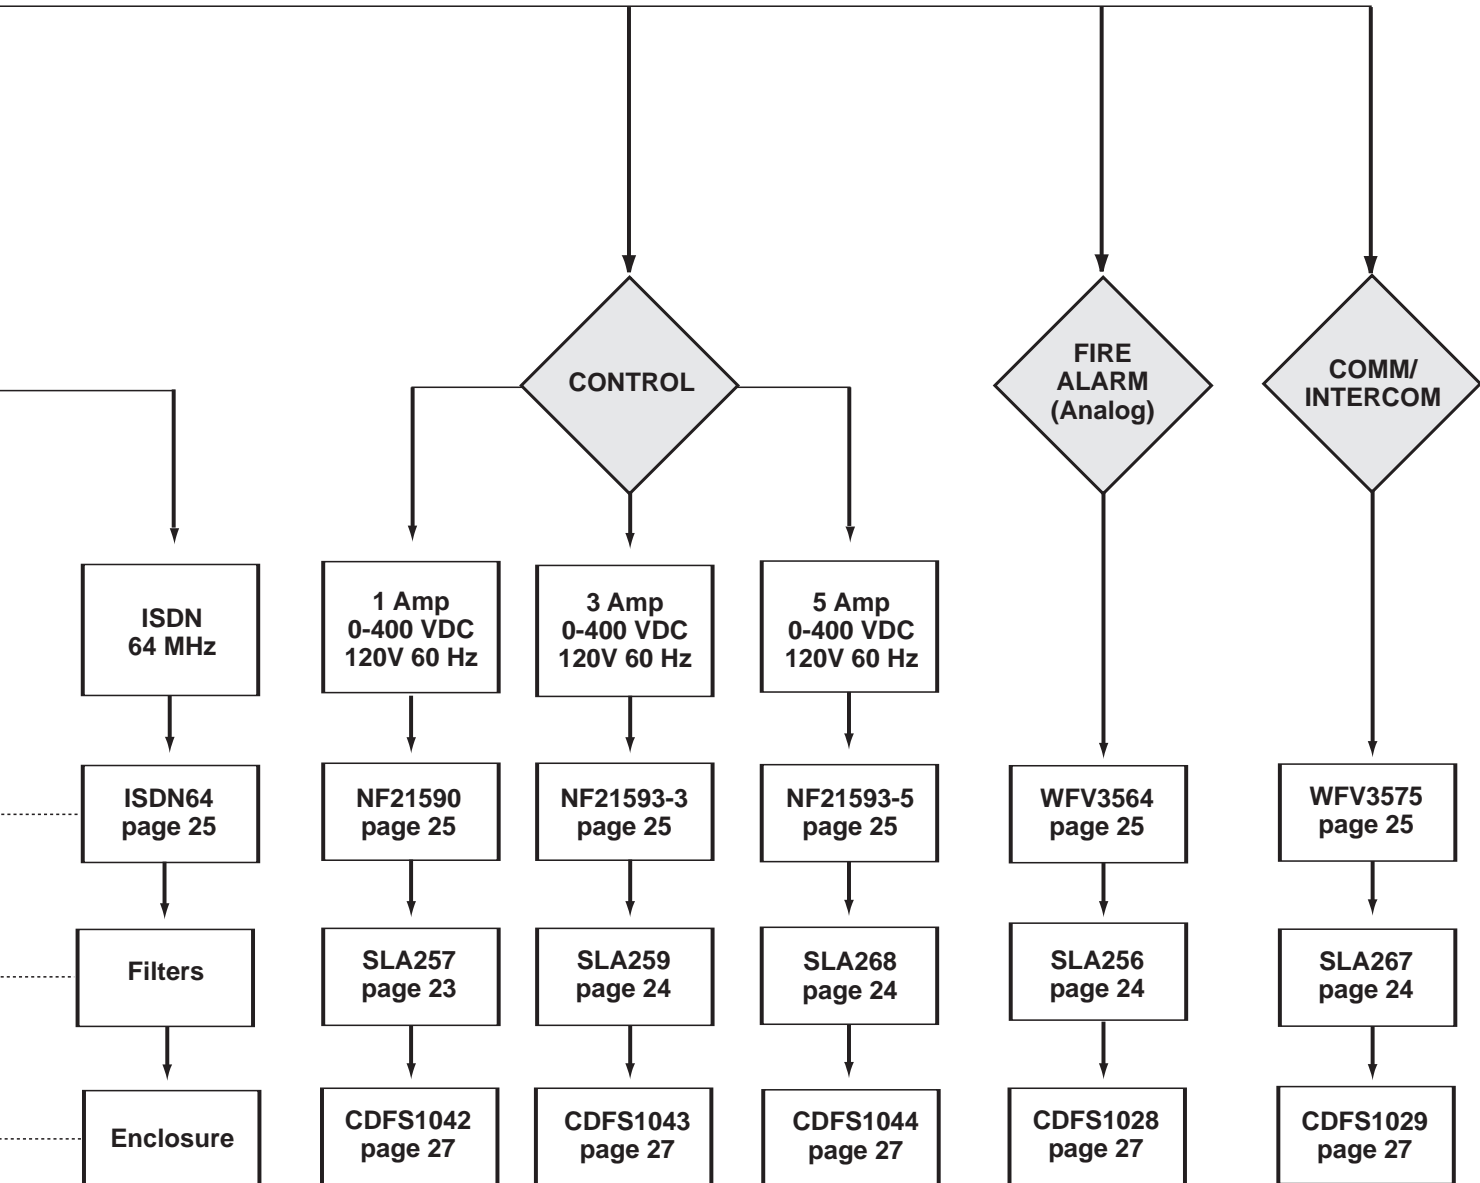 CONTROL
FIRE
ALARM
(Analog)
COMM/
INTERCOM
ISDN
64 MHz
1 Amp
0-400 VDC
120V 60 Hz
3 Amp
0-400 VDC
120V 60 Hz
5 Amp
0-400 VDC
120V 60 Hz
ISDN64
page 25
NF21590
page 25
NF21593-3
page 25
NF21593-5
page 25
WFV3564
page 25
WFV3575
page 25
Filters
SLA257
page 23
SLA259
page 24
SLA268
page 24
SLA256
page 24
SLA267
page 24
Enclosure
CDFS1042
page 27
CDFS1043
page 27
CDFS1044
page 27
CDFS1028
page 27
CDFS1029
page 27